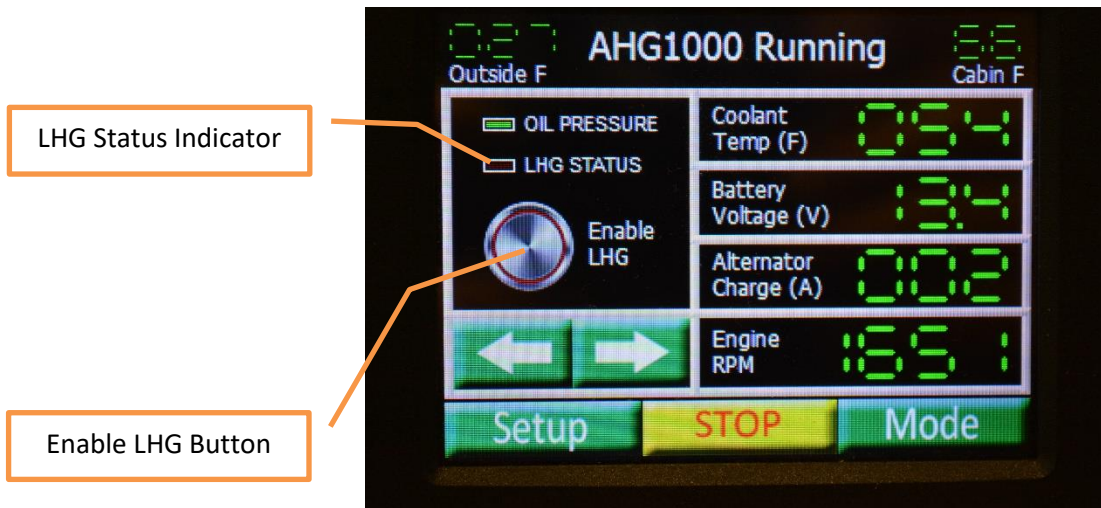 AHG1000 Running
027
Outside F
Cabin F
LHG Status Indicator
OIL PRESSURE
LHG STATUS
Enable
LHG
Coolant
Temp (F)
054
Battery
Voltage (V)
13.4
Alternator
Charge (A)
002
Engine
RPM
1651
Setup
STOP
Mode
Enable LHG Button